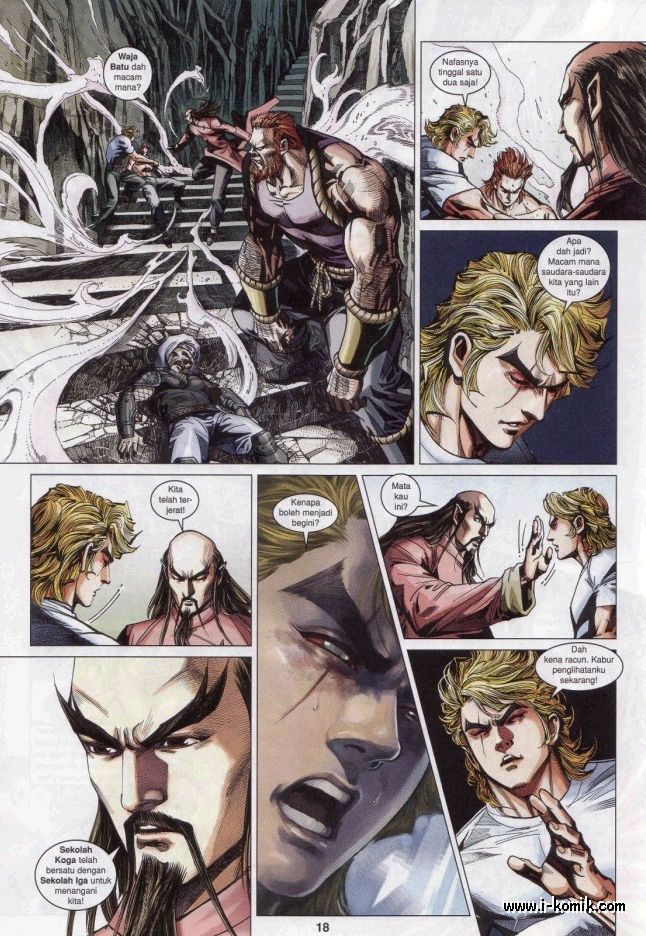 Waja
Batu dah
macam
mana?
Nafasnya
tinggal satu
dua saja!
Apa
dah jadi?
Macam mana
saudara-saudara
kita yang lain
itu?
Kita
telah ter-
jerat!
Kenapa
boleh menjadi
begini?
Mata
kau
ini?
Sekolah
Koga telah
bersatu dengan
Sekolah Iga untuk
menangani
kita!
Dah
kena racun. Kabur
penglihatanku
sekarang!
18
www.i-komik.com